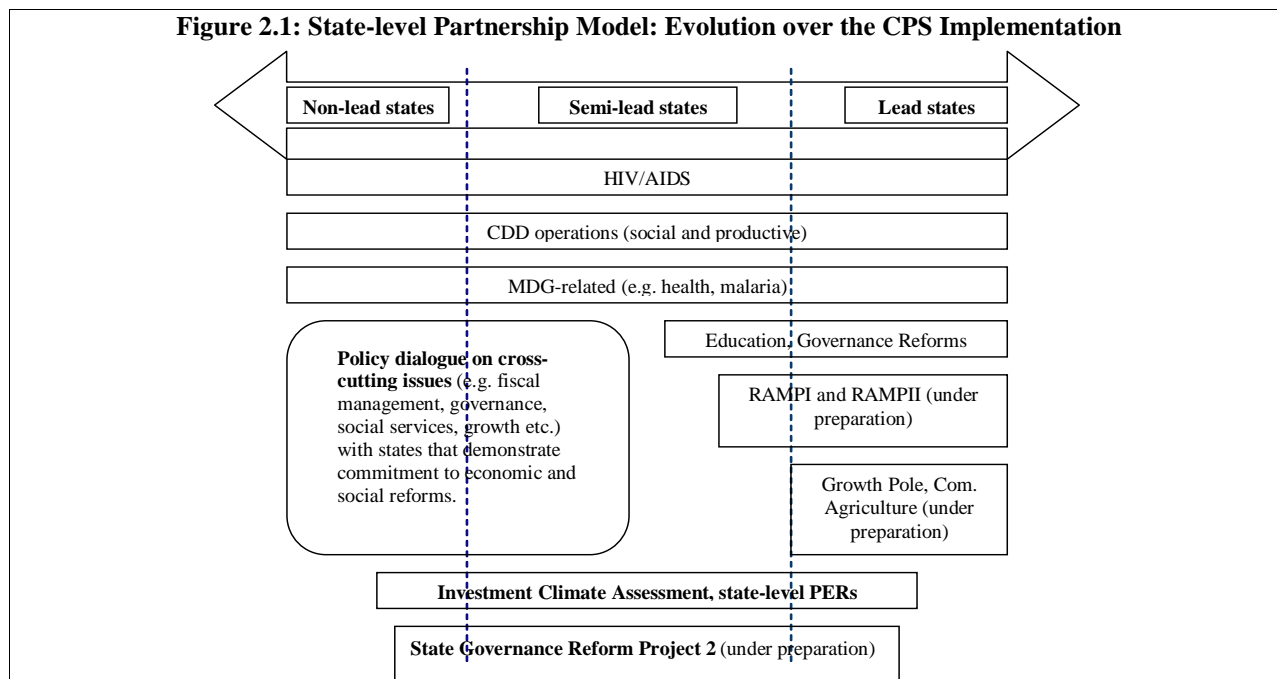 Figure 2.1: State-level Partnership Model: Evolution over the CPS Implementation
Non-lead states
Semi-lead states
Lead states
HIV/AIDS
CDD operations (social and productive)
MDG-related (e.g. health, malaria)
Policy dialogue on cross-
cutting issues (e.g. fiscal
management, governance,
social services, growth etc.)
with states that demonstrate
commitment to economic and
social reforms.
Education, Governance Reforms
RAMPI and RAMPII (under
preparation)
Growth Pole, Com.
Agriculture (under
preparation)
Investment Climate Assessment, state-level PERs
State Governance Reform Project 2 (under preparation)